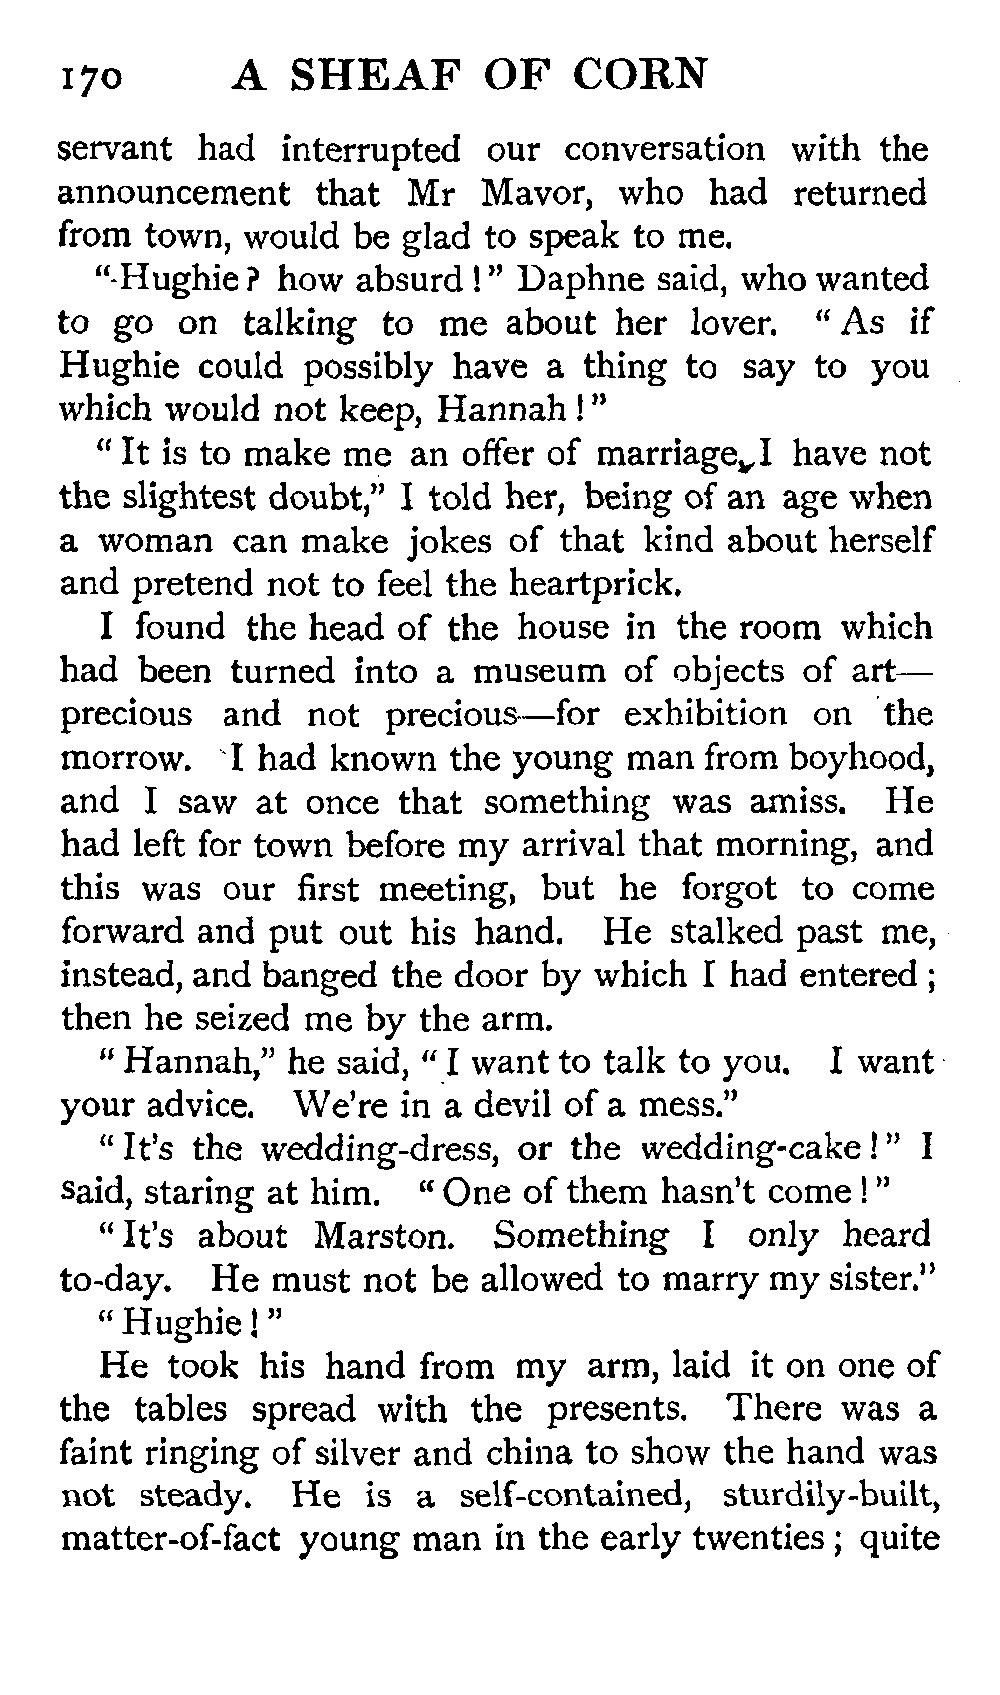 170 A SHEAF OF CORN
servant had interrupted our conversation with the
announcement that Mr Mavor, who had returned
from town, would be glad to speak to me.
"Hughie? how absurd!" Daphne said, who wanted
to go on talking to me about her lover. "As if
Hughie could possibly have a thing to say to you
which would not keep, Hannah!"
"It is to make me an offer of marriage, I have not
the slightest doubt," I told her, being of an age when
a woman can make jokes of that kind about herself
and pretend not to feel the heartprick.
I found the head of the house in the room which
had been turned into a museum of objects of art—
precious and not precious—for exhibition on the
morrow. I had known the young man from boyhood,
and I saw at once that something was amiss. He
had left for town before my arrival that morning, and
this was our first meeting, but he forgot to come
forward and put out his hand. He stalked past me,
instead, and banged the door by which I had entered;
then he seized me by the arm.
"Hannah," he said, "I want to talk to you. I want
your advice. We're in a devil of a mess."
"It's the wedding-dress, or the wedding-cake!" I
said, staring at him. "One of them hasn't come!"
"It's about Marston. Something I only heard
to-day. He must not be allowed to marry my sister."
"Hughie!"
He took his hand from my arm, laid it on one of
the tables spread with the presents. There was a
faint ringing of silver and china to show the hand was
not steady. He is a self-contained, sturdily-built,
matter-of-fact young man in the early twenties; quite